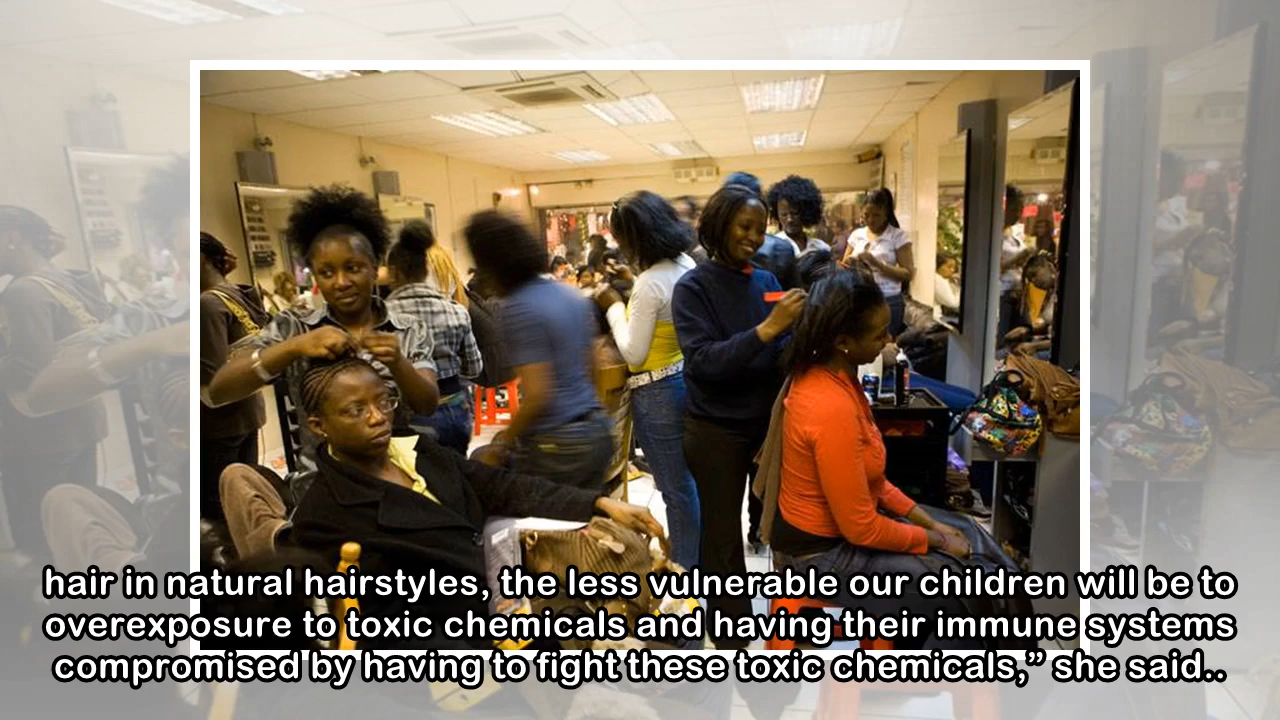 hair in natural hairstyles, the less vulnerable our children will be to
overexposure to toxic chemicals and having their immune systems
compromised by having to fight these toxic chemicals,” she said..